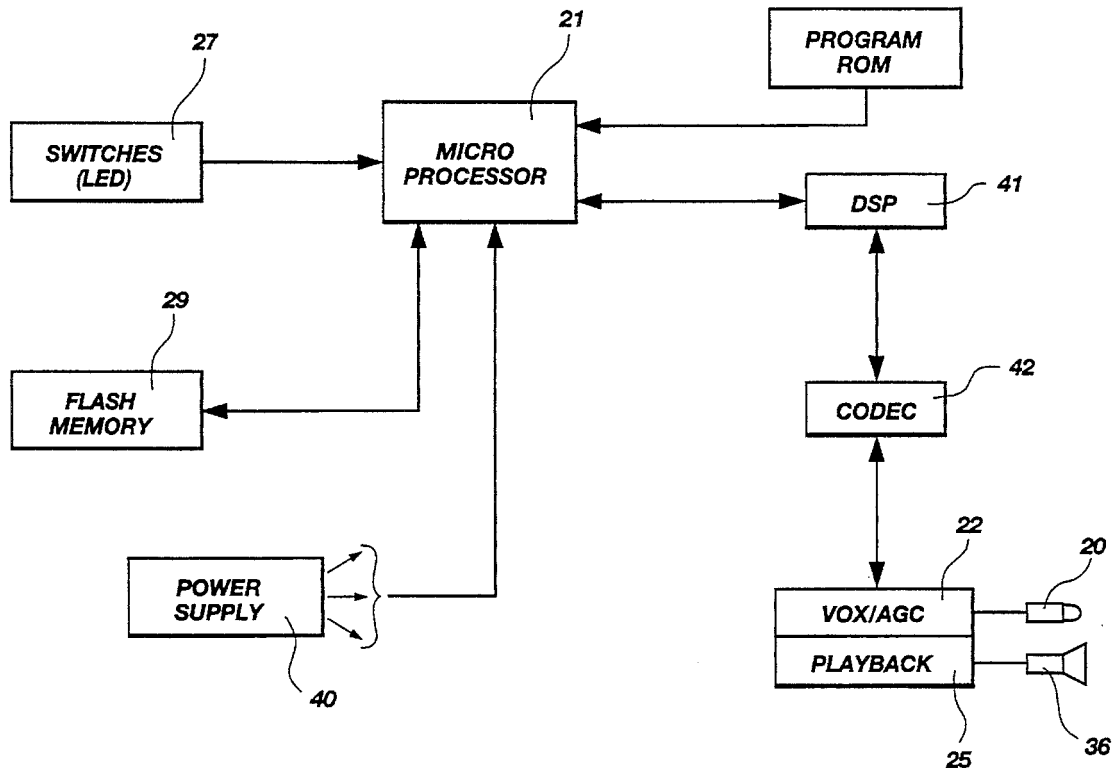 27
21
PROGRAM
ROM
SWITCHES
(LED)
MICRO
PROCESSOR
DSP
41
29
FLASH
MEMORY
CODEC
42
22
20
POWER
SUPPLY
40
VOX/AGC
PLAYBACK
25
36